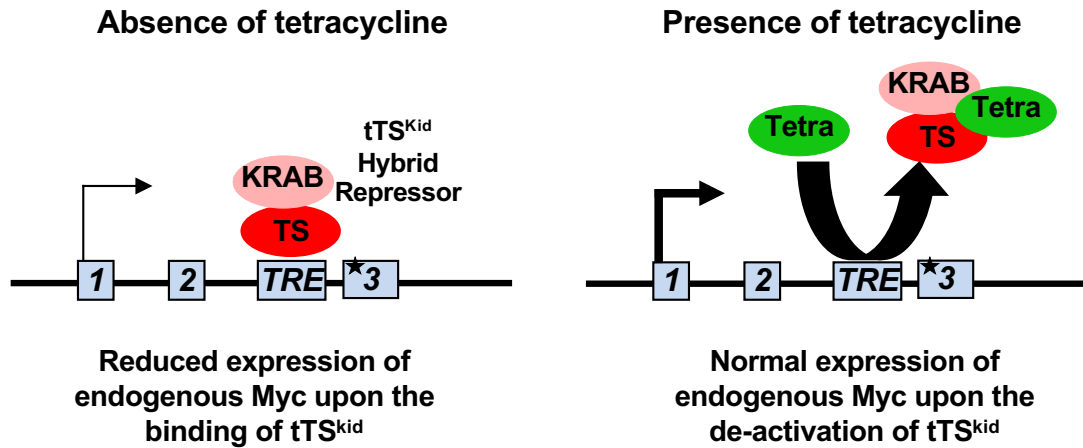 Absence of tetracycline
KRAB
TS
tTSKid
Hybrid
Repressor
1
2
TRE
3
Reduced expression of
endogenous Myc upon the
binding of tTSkid
Presence of tetracycline
Tetra
KRAB
Tetra
TS
1
2
TRE
3
Normal expression of
endogenous Myc upon the
de-activation of tTSkid